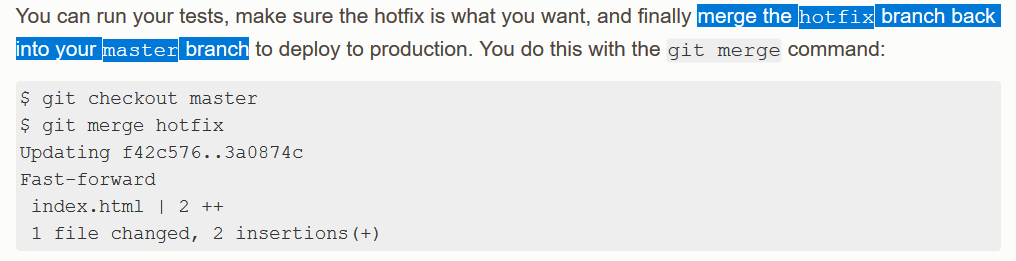 You can run your tests, make sure the hotfix is what you want, and finally merge the hotfix branch back
into your master branch to deploy to production. You do this with the git merge command:
$ git checkout master
$ git merge hotfix
Updating f42c576..3a0874c
Fast-forward
 index.html | 2 ++
 1 file changed, 2 insertions(+)